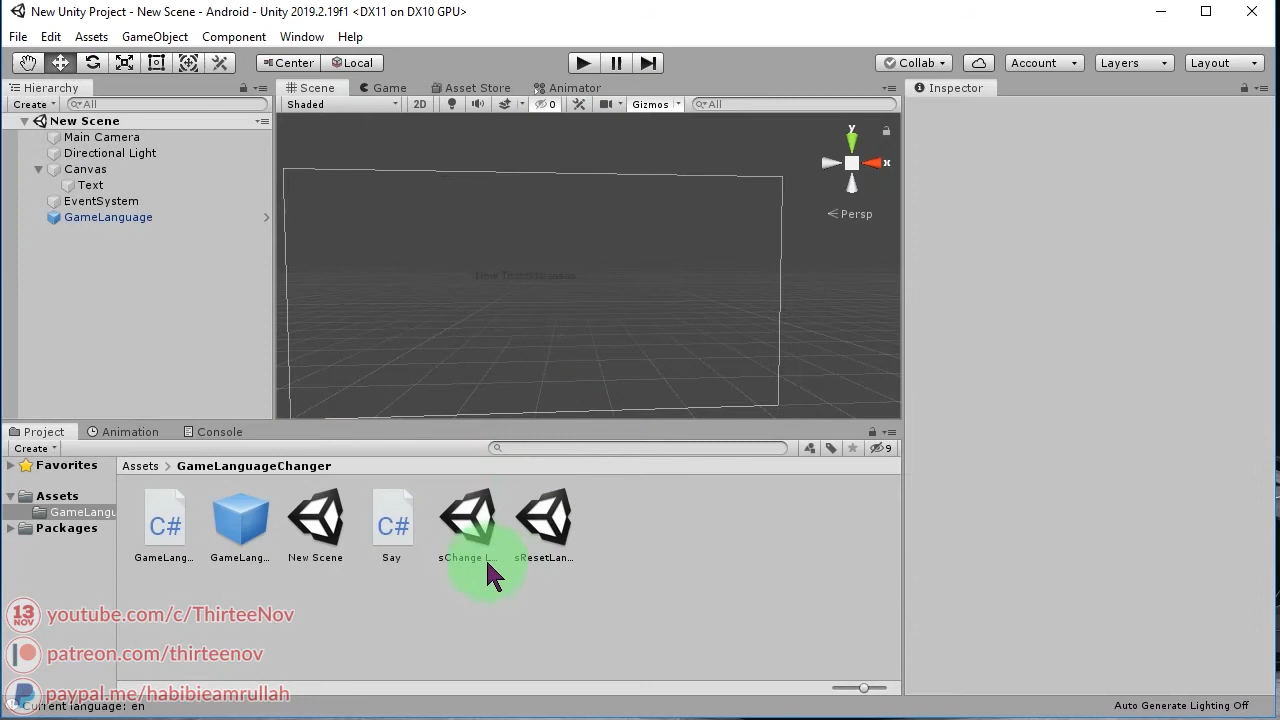 New Unity Project - New Scene - Android - Unity 2019.2.19f1 <DX11 on DX10 GPU>
File Edit Assets GameObject Component Window Help
Center Local Collab Account Layers Layout
Hierarchy Scene Game Asset Store Animator Inspector
Create All Shaded 2D 0 Gizmos All
New Scene
Main Camera
Directional Light
Canvas
Text
EventSystem
GameLanguage
y
x
Persp
Project Animation Console
Create 9
Favorites
Assets > GameLanguageChanger
Assets
GameLangu
Packages
C# C#
GameLang... GameLang... New Scene Say sChange L... sResetLan...
13 NOV youtube.com/c/ThirteeNov
patreon.com/thirteenov
paypal.me/habibieamrullah
Current language: en Auto Generate Lighting Off